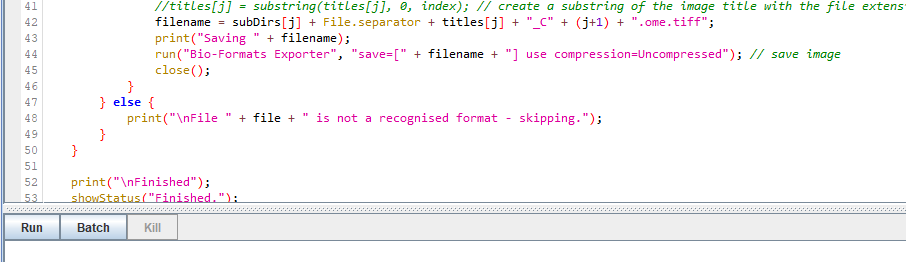 41 //titles[j] = substring(titles[j], 0, index); // create a substring of the image title with the file extens
42 filename = subDirs[j] + File.separator + titles[j] + "_C" + (j+1) + ".ome.tiff";
43 print("Saving " + filename);
44 run("Bio-Formats Exporter", "save=[" + filename + "] use compression=Uncompressed"); // save image
45 close();
46 }
47 } else {
48 print("\nFile " + file + " is not a recognised format - skipping.");
49 }
50 }
51
52 print("\nFinished");
53 showStatus("Finished.");
Run Batch Kill